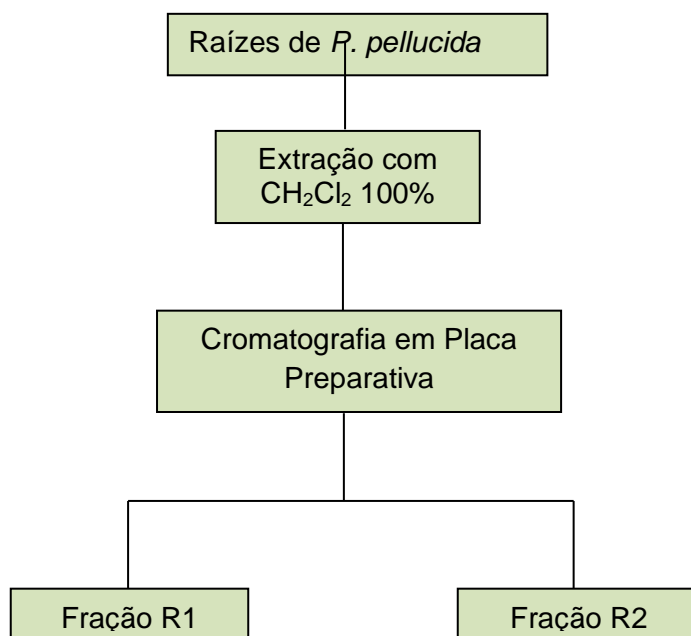 Raízes de P. pellucida
Extração com
CH₂Cl₂ 100%
Cromatografia em Placa
Preparativa
Fração R1
Fração R2